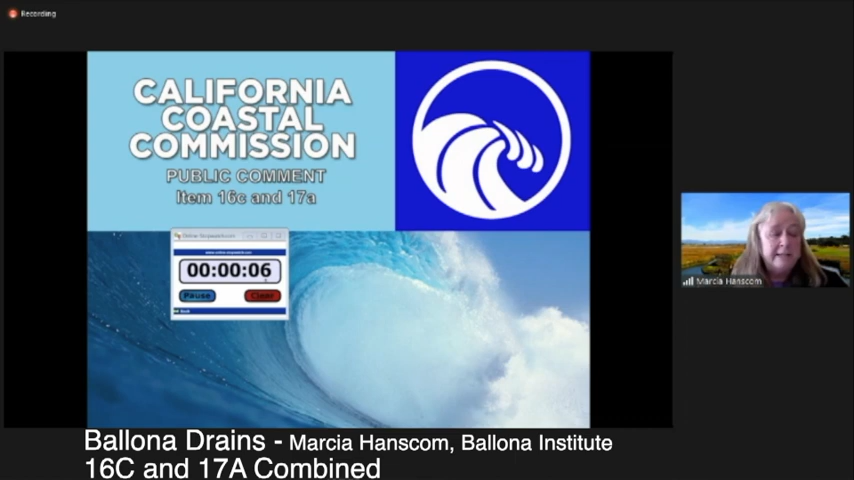 Recording
CALIFORNIA
COASTAL
COMMISSION
PUBLIC COMMENT
Item 16c and 17a
00:00:06
Pause
Clear
Marcia Hanscom
Ballona Drains - Marcia Hanscom, Ballona Institute
16C and 17A Combined